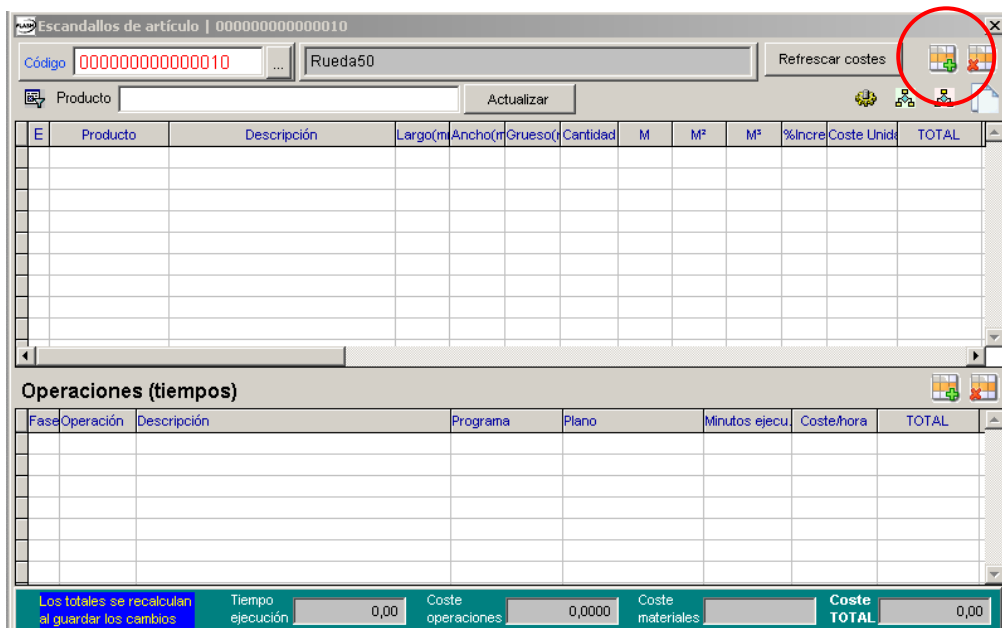 FLASH Escandallos de artículo | 000000000000010
Código 000000000000010 ... Rueda50 Refrescar costes
Producto Actualizar
E Producto Descripción Largo(m Ancho(m Grueso( Cantidad M M² M³ %Incre Coste Unida TOTAL
Operaciones (tiempos)
Fase Operación Descripción Programa Plano Minutos ejecu. Coste/hora TOTAL
Los totales se recalculan
al guardar los cambios
Tiempo
ejecución 0,00
Coste
operaciones 0,0000
Coste
materiales
Coste
TOTAL 0,00